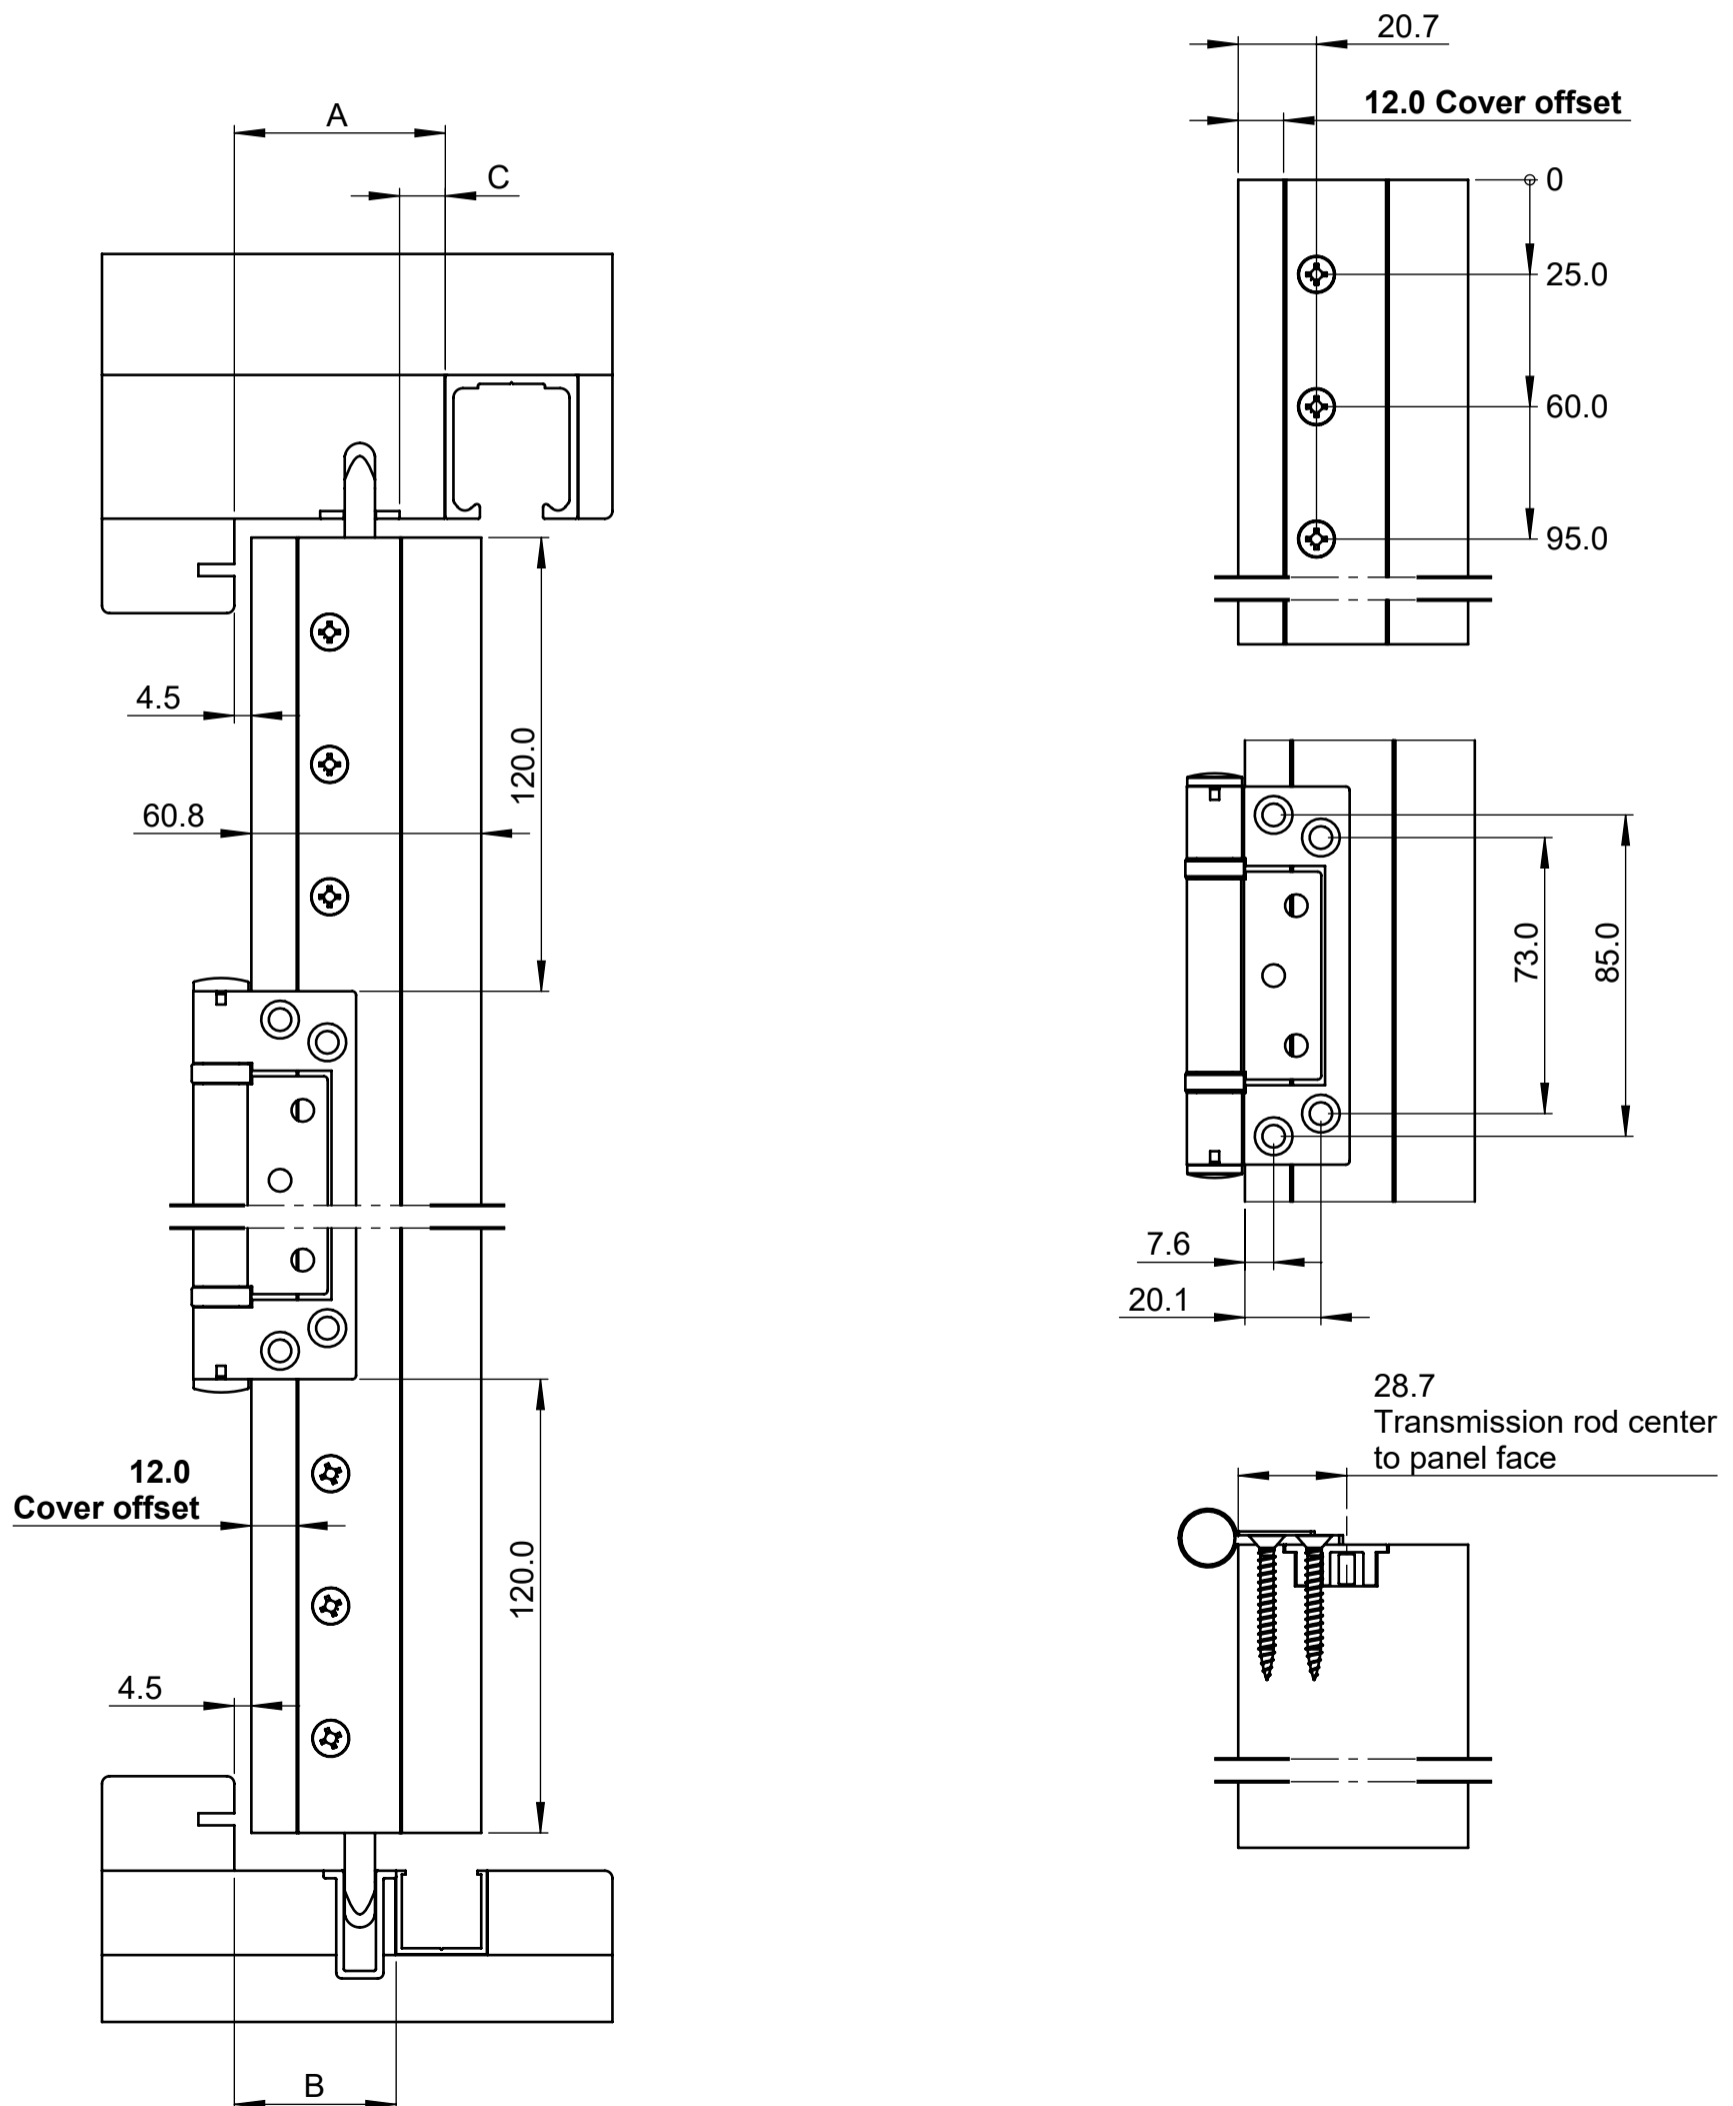 A
C
4.5
60.8
120.0
12.0
Cover offset
120.0
4.5
B
20.7
12.0 Cover offset
0
25.0
60.0
95.0
73.0
85.0
7.6
20.1
28.7
Transmission rod center
to panel face